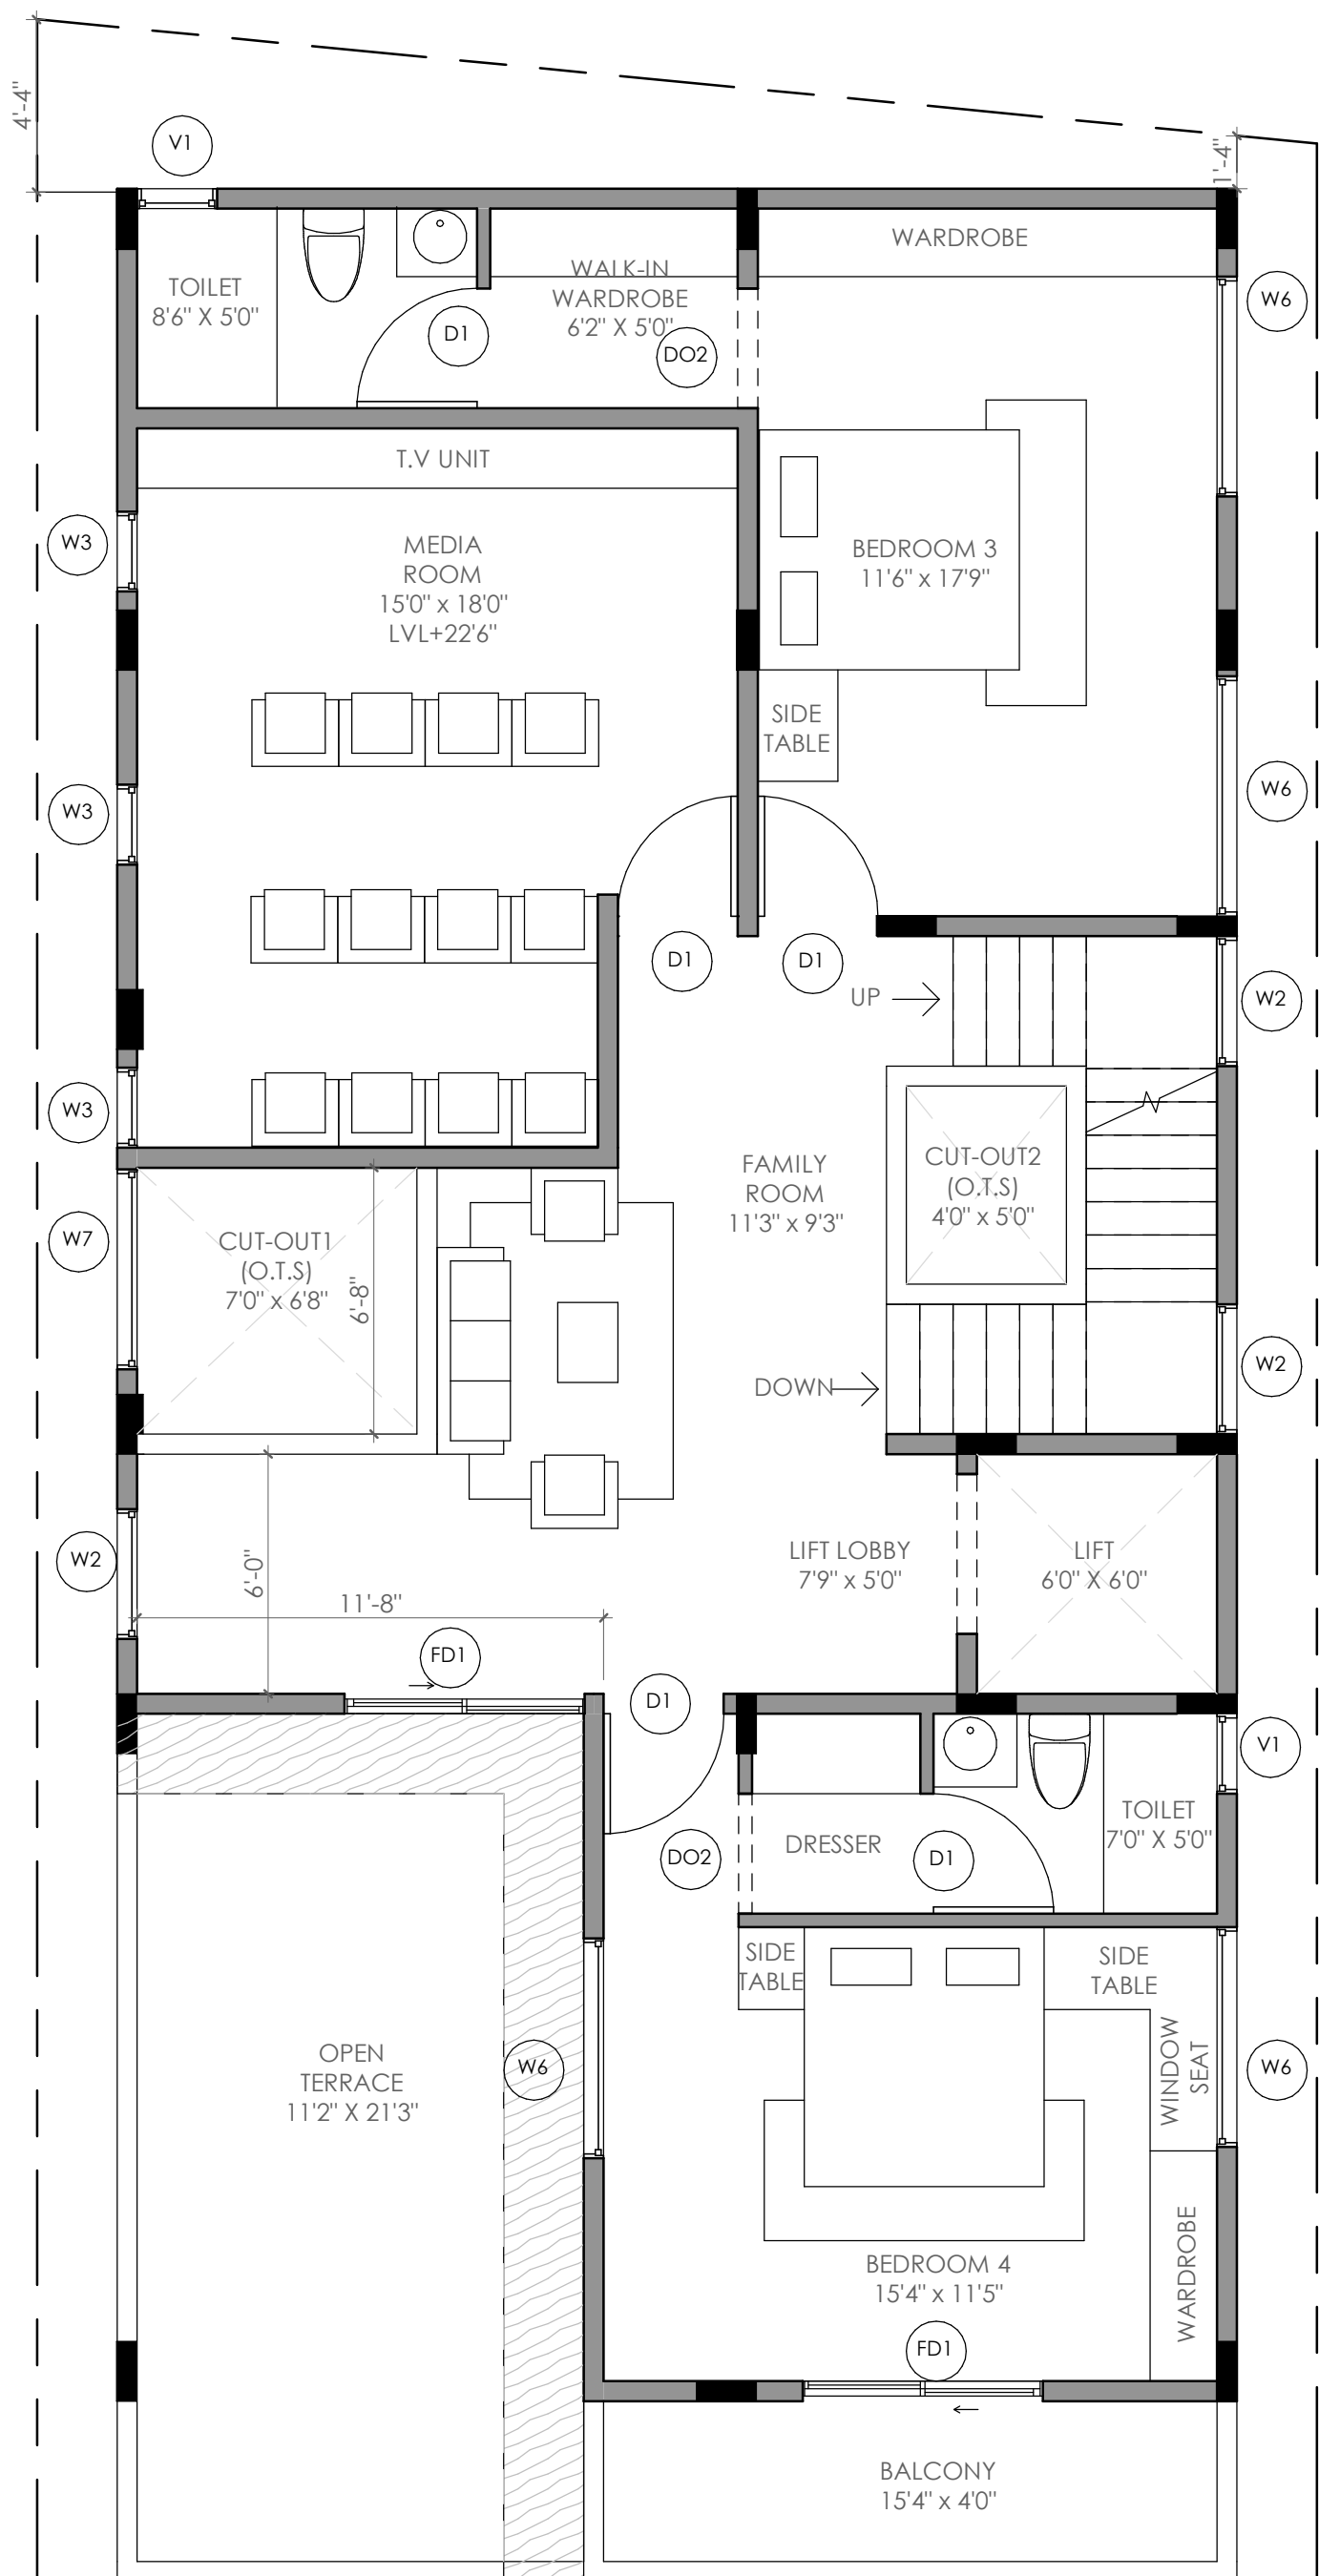 4'-4"
1'-4"
V1
WARDROBE
TOILET
8'6" X 5'0"
WALK-IN
WARDROBE
6'2" X 5'0"
D1
DO2
W6
T.V UNIT
W3
MEDIA
ROOM
15'0" x 18'0"
LVL+22'6"
BEDROOM 3
11'6" x 17'9"
SIDE
TABLE
W3
W6
D1
D1
UP
W2
W3
FAMILY
ROOM
11'3" x 9'3"
CUT-OUT2
(O.T.S)
4'0" x 5'0"
W7
CUT-OUT1
(O.T.S)
7'0" x 6'8"
6'-8"
DOWN
W2
W2
6'-0"
LIFT LOBBY
7'9" x 5'0"
LIFT
6'0" X 6'0"
11'-8"
FD1
D1
V1
DO2
DRESSER
D1
TOILET
7'0" X 5'0"
SIDE
TABLE
SIDE
TABLE
WINDOW
SEAT
OPEN
TERRACE
11'2" X 21'3"
W6
W6
WARDROBE
BEDROOM 4
15'4" x 11'5"
FD1
BALCONY
15'4" x 4'0"